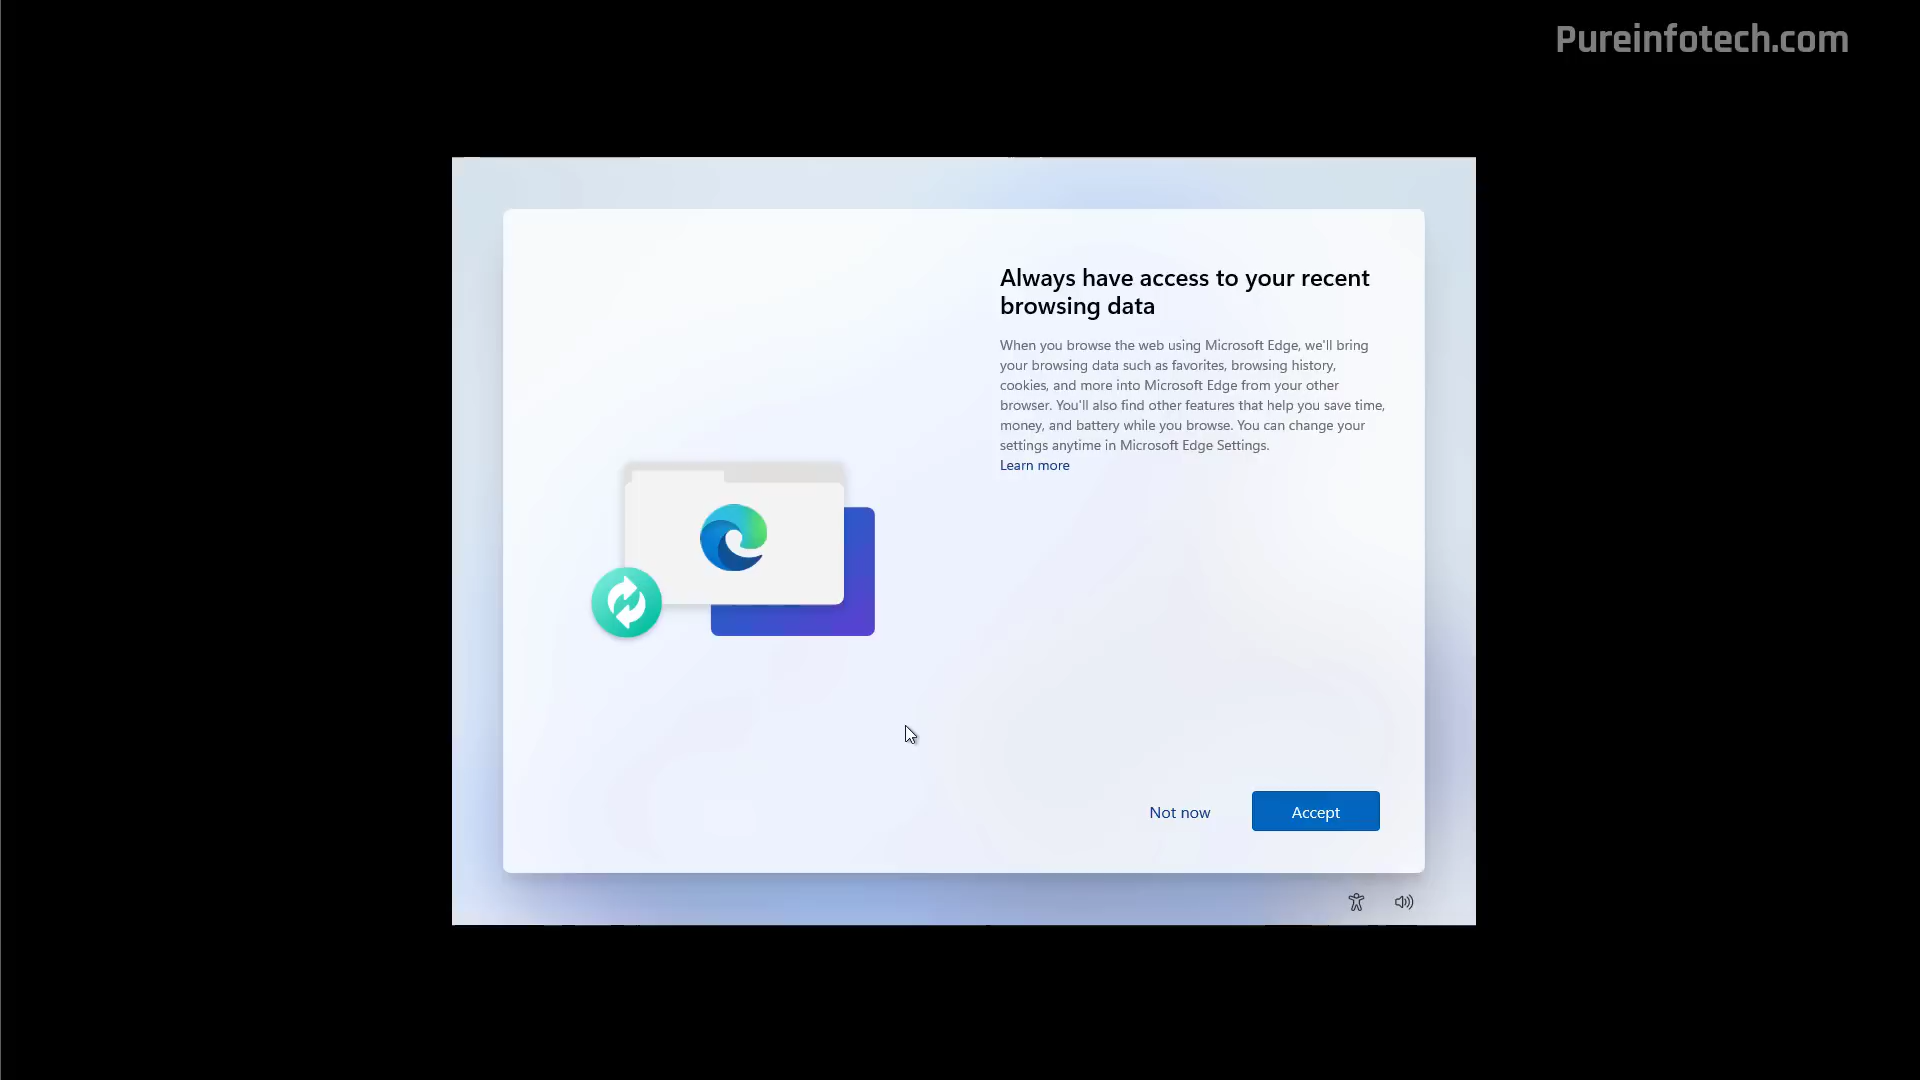 Pureinfotech.com
Always have access to your recent
browsing data
When you browse the web using Microsoft Edge, we'll bring
your browsing data such as favorites, browsing history,
cookies, and more into Microsoft Edge from your other
browser. You'll also find other features that help you save time,
money, and battery while you browse. You can change your
settings anytime in Microsoft Edge Settings.
Learn more
Not now
Accept